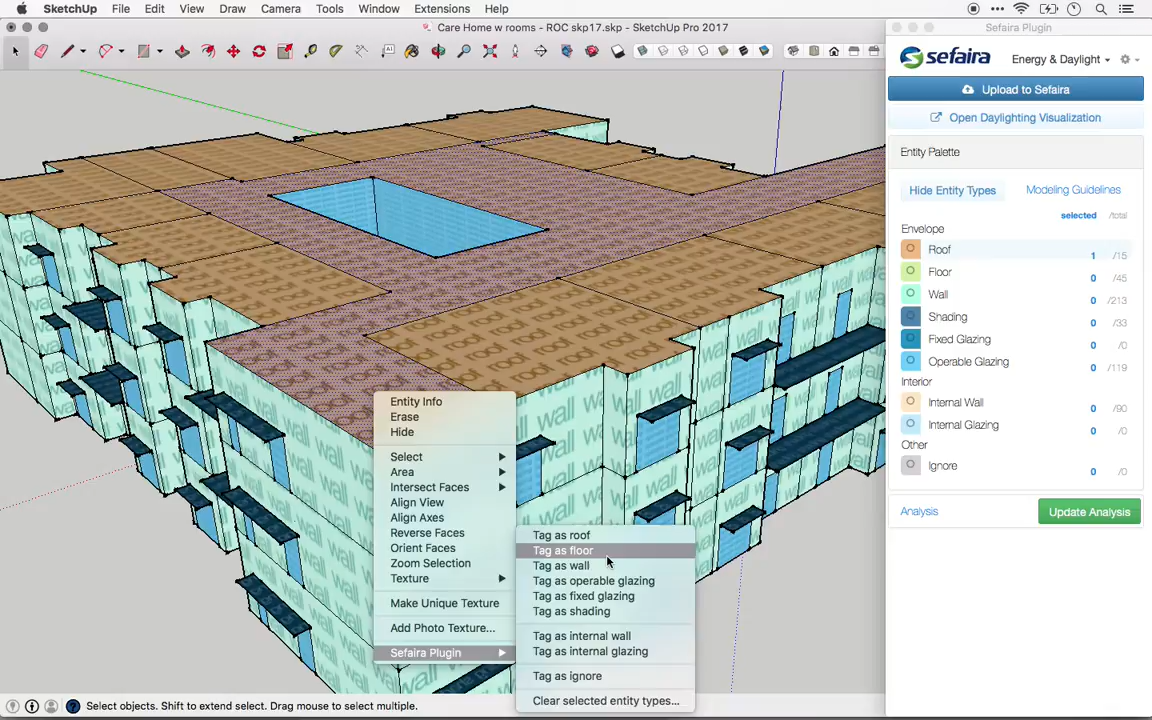 SketchUp File Edit View Draw Camera Tools Window Extensions Help
Care Home w rooms - ROC skp17.skp - SketchUp Pro 2017
Sefaira Plugin
sefaira
Energy & Daylight
Upload to Sefaira
Open Daylighting Visualization
Entity Palette
Hide Entity Types Modeling Guidelines
selected /total
Envelope
Roof 1 /15
Floor 0 /45
Wall 0 /213
Shading 0 /33
Fixed Glazing 0 /0
Operable Glazing 0 /119
Interior
Internal Wall 0 /90
Internal Glazing 0 /0
Other
Ignore 0 /0
Analysis Update Analysis
Entity Info
Erase
Hide
Select
Area
Intersect Faces
Align View
Align Axes
Reverse Faces
Orient Faces
Zoom Selection
Texture
Make Unique Texture
Add Photo Texture...
Sefaira Plugin
Tag as roof
Tag as floor
Tag as wall
Tag as operable glazing
Tag as fixed glazing
Tag as shading
Tag as internal wall
Tag as internal glazing
Tag as ignore
Clear selected entity types...
wall wall wall
roof roof roof
Select objects. Shift to extend select. Drag mouse to select multiple.